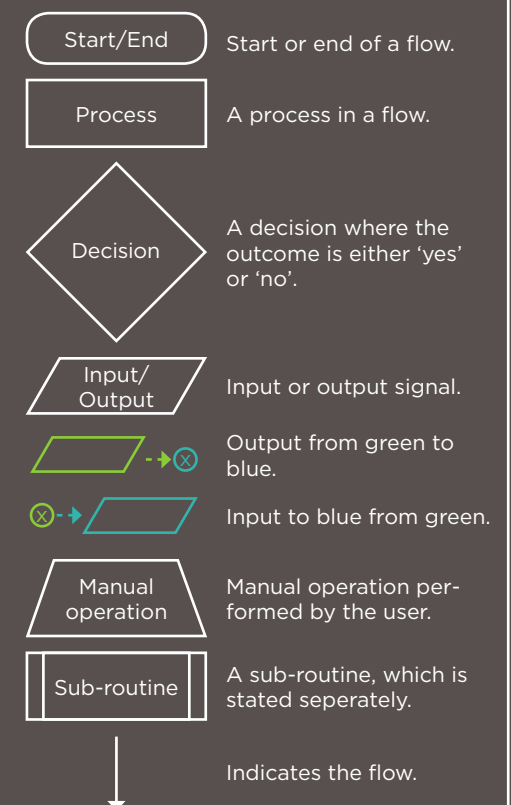 Start/End
Start or end of a flow.
Process
A process in a flow.
Decision
A decision where the
outcome is either ‘yes’
or ‘no’.
Input/
Output
Input or output signal.
X
Output from green to
blue.
X
Input to blue from green.
Manual
operation
Manual operation per-
formed by the user.
Sub-routine
A sub-routine, which is
stated seperately.
Indicates the flow.